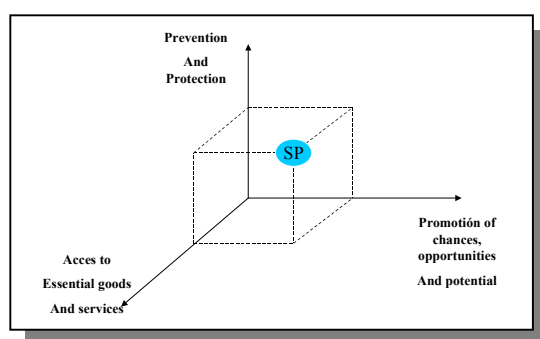 Prevention
And
Protection
SP
Promotión of
chances,
opportunities
And potential
Acces to
Essential goods
And services